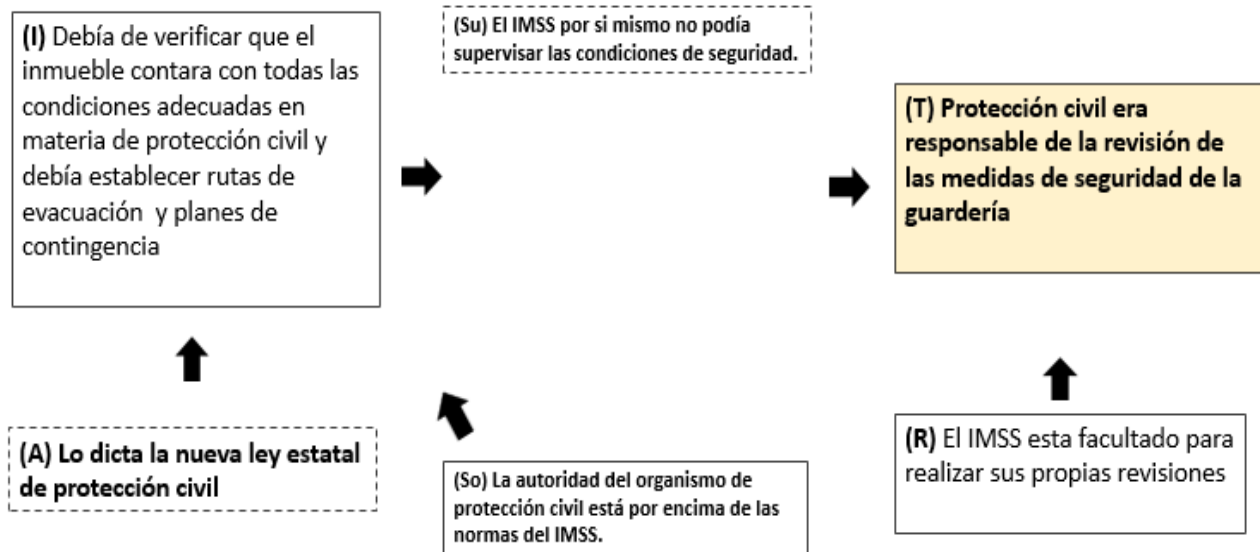 (I) Debía de verificar que el
inmueble contara con todas las
condiciones adecuadas en
materia de protección civil y
debía establecer rutas de
evacuación y planes de
contingencia
(Su) El IMSS por si mismo no podía
supervisar las condiciones de seguridad.
(T) Protección civil era
responsable de la revisión de
las medidas de seguridad de la
guardería
(A) Lo dicta la nueva ley estatal
de protección civil
(So) La autoridad del organismo de
protección civil está por encima de las
normas del IMSS.
(R) El IMSS esta facultado para
realizar sus propias revisiones